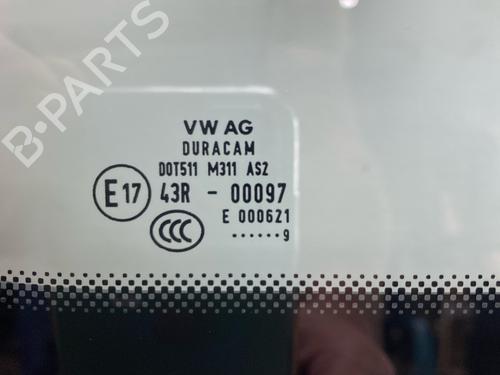 B-PARTS
VW AG
DURACAM
DOT511 M311 AS2
E17 43R - 00097
E 000621
CCC
......9